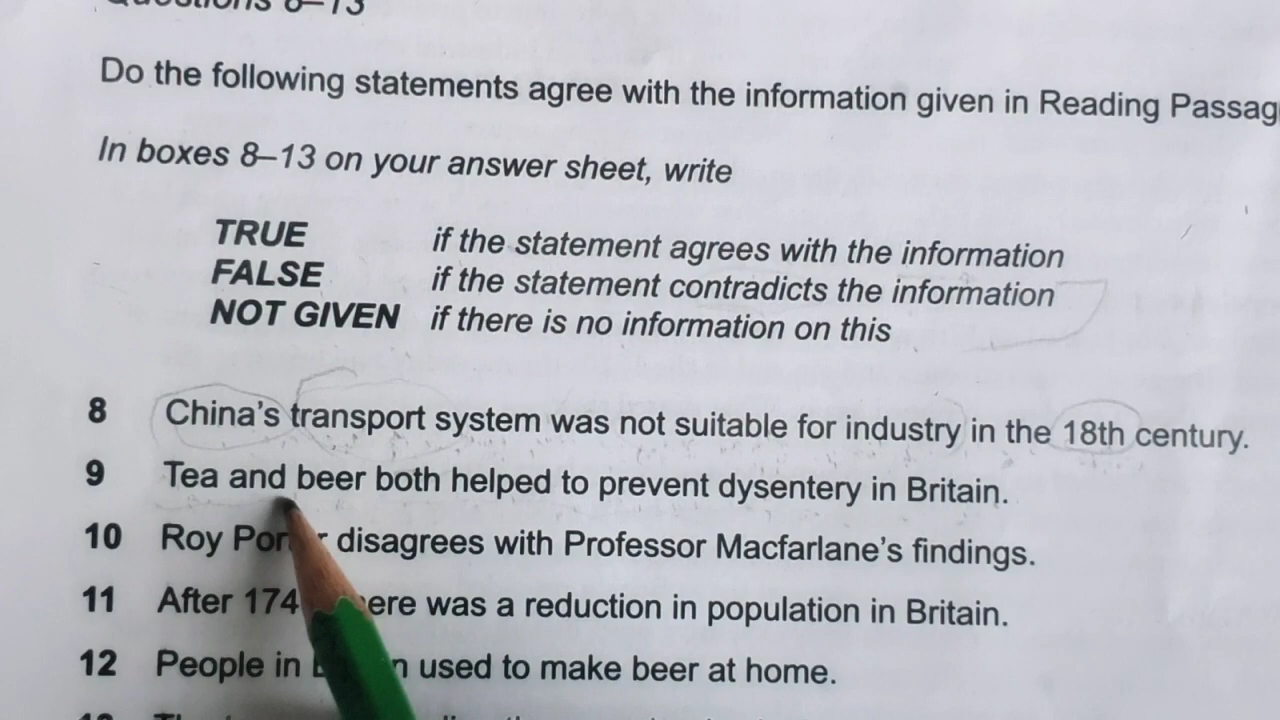 8–13
Do the following statements agree with the information given in Reading
In boxes 8–13 on your answer sheet, write
TRUE if the statement agrees with the information
FALSE if the statement contradicts the information
NOT GIVEN if there is no information on this
8 China's transport system was not suitable for industry in the 18th century.
9 Tea and beer both helped to prevent dysentery in Britain.
10 Roy disagrees with Professor Macfarlane's findings.
11 After was a reduction in population in Britain.
12 People in used to make beer at home.